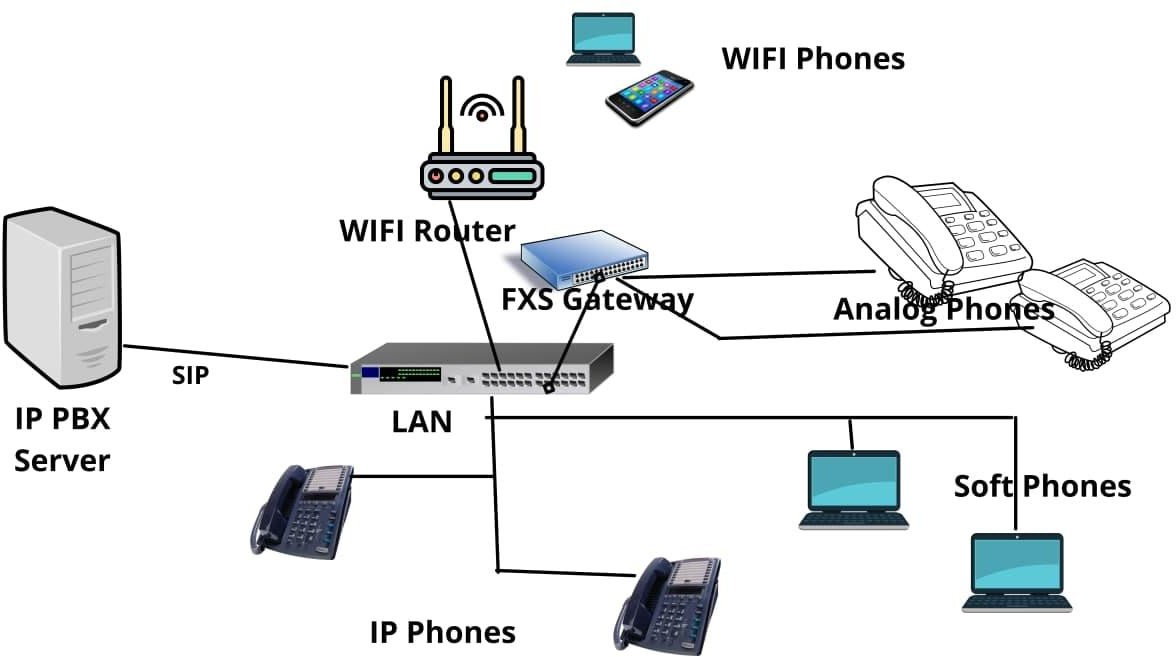 WIFI Phones
WIFI Router
FXS Gateway
Analog Phones
SIP
IP PBX
Server
LAN
Soft Phones
IP Phones